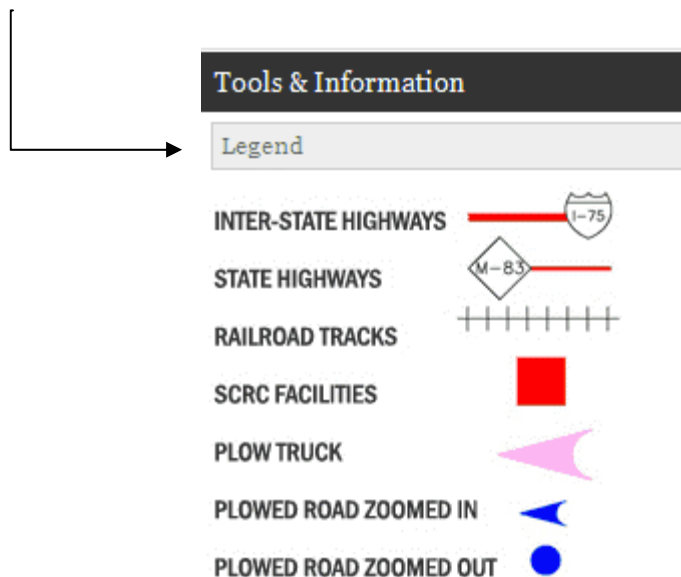 Tools & Information
Legend
INTER-STATE HIGHWAYS I-75
STATE HIGHWAYS M-83
RAILROAD TRACKS
SCRC FACILITIES
PLOW TRUCK
PLOWED ROAD ZOOMED IN
PLOWED ROAD ZOOMED OUT